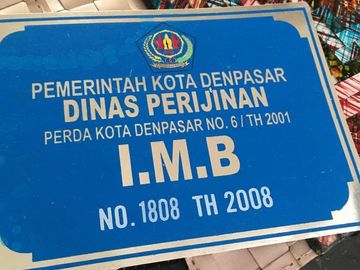 PEMERINTAH KOTA DENPASAR
DINAS PERIJINAN
PERDA KOTA DENPASAR NO. 6 / TH 2001
I.M.B
NO. 1808 TH 2008